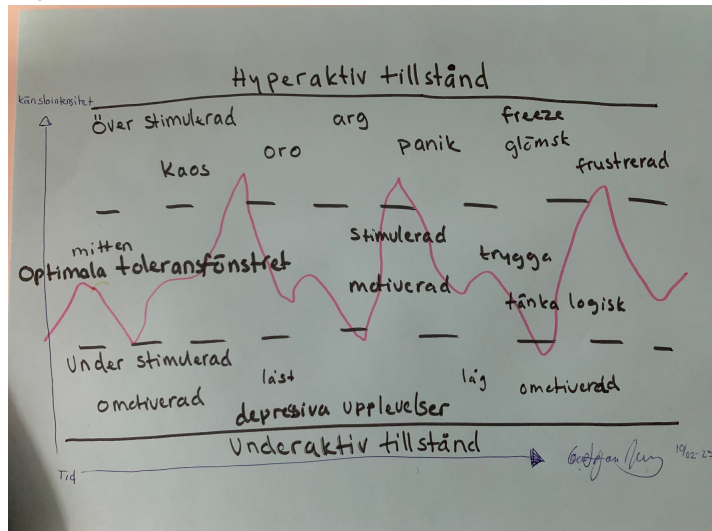 Hyperaktiv tillstånd
känslointensitet
över stimulerad
arg
freeze
kaos
oro
panik
glömsk
frustrerad
mitten
optimala toleransfönstret
stimulerad
trygga
motiverad
tänka logisk
under stimulerad
omotiverad
låst
låg
omotiverad
depressiva upplevelser
Underaktiv tillstånd
Tid